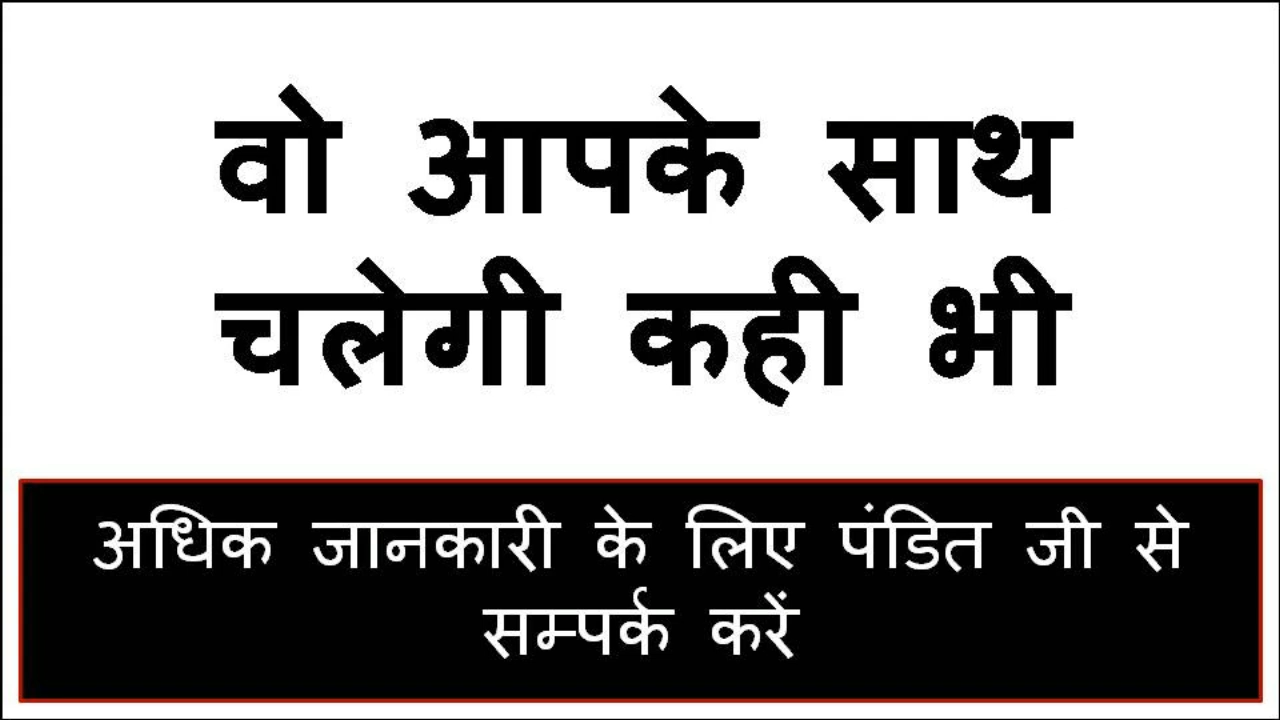 वो आपके साथ
चलेगी कही भी
अधिक जानकारी के लिए पंडित जी से
सम्पर्क करें